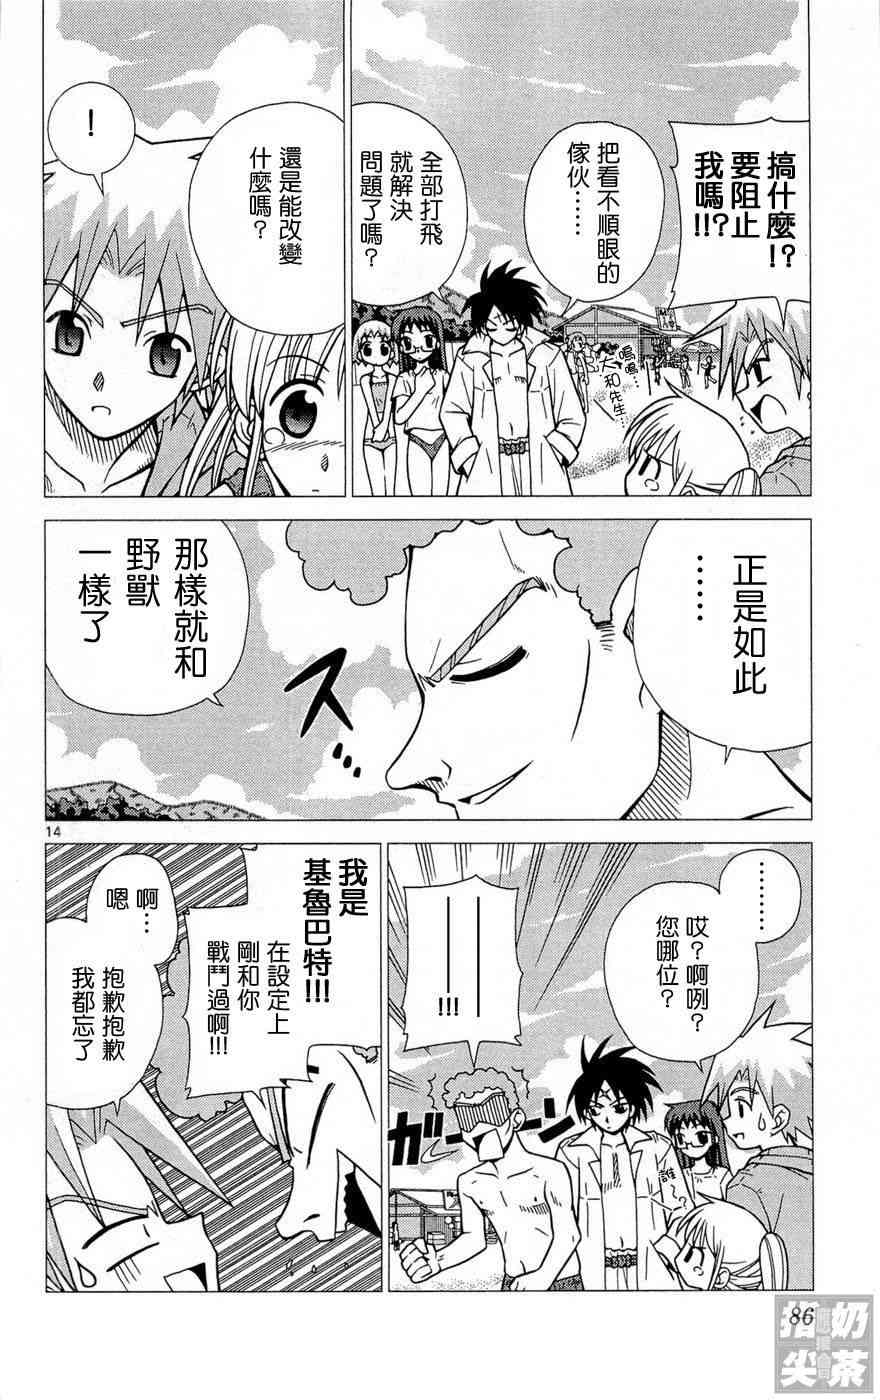 搞什麼!?
要阻止
我嗎!!?
把看不順眼的
傢伙……
全部打飛
就解決
問題了嗎?
嗚嗚…
大和先生…
還是能改變
什麼嗎?
!
正是如此
……
那樣就和
野獸
一樣了
14
……
哎?啊咧?
您哪位?
誰?
——!!!
ガーーン
我是
基魯巴特!!!
在設定上
剛和你
戰鬥過啊!!!
啊…
嗯
抱歉抱歉
我都忘了
86
指奶
尖茶